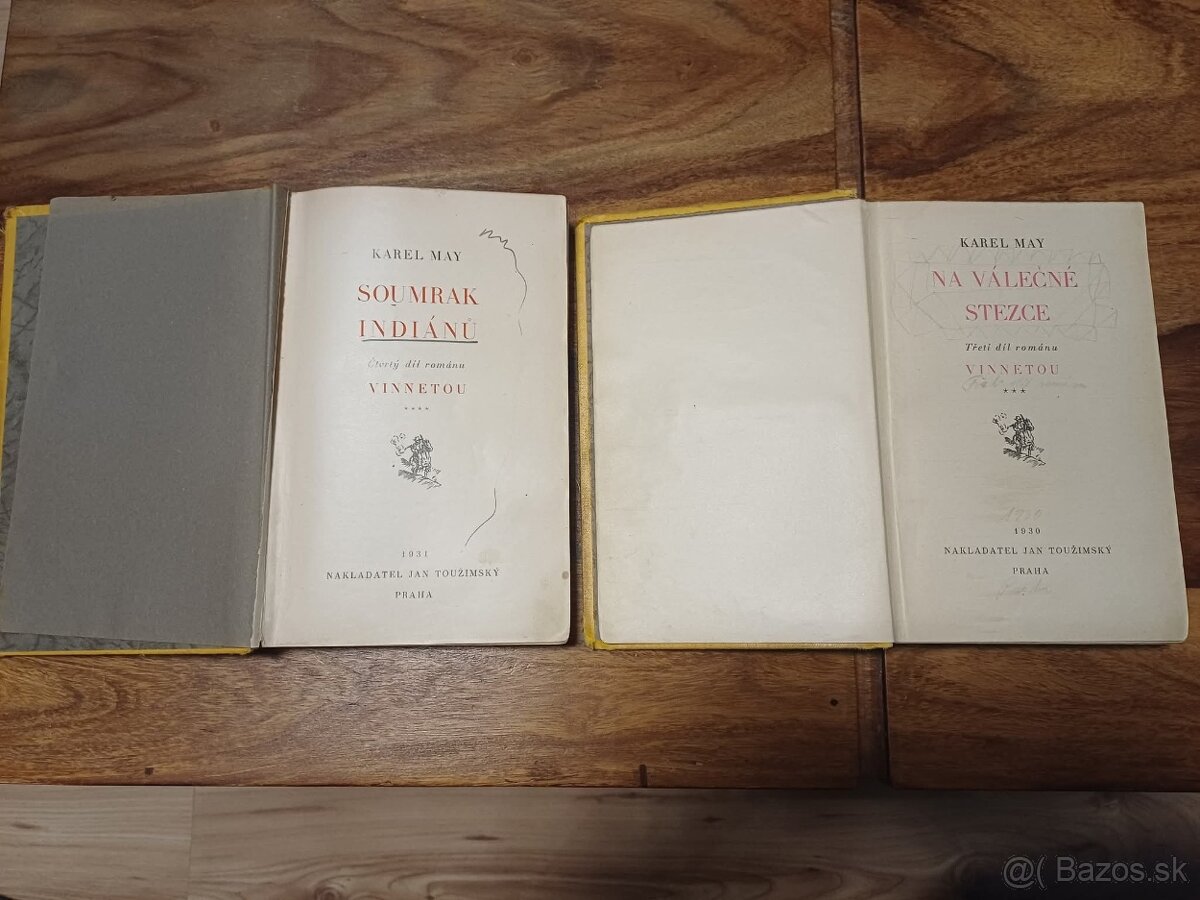 KAREL MAY
SOUMRAK
INDIÁNŮ
Čtvrtý díl románu
VINNETOU
****
1931
NAKLADATEL JAN TOUŽIMSKÝ
PRAHA
KAREL MAY
NA VÁLEČNÉ
STEZCE
Třetí díl románu
VINNETOU
***
1930
1930
NAKLADATEL JAN TOUŽIMSKÝ
PRAHA
@( Bazos.sk